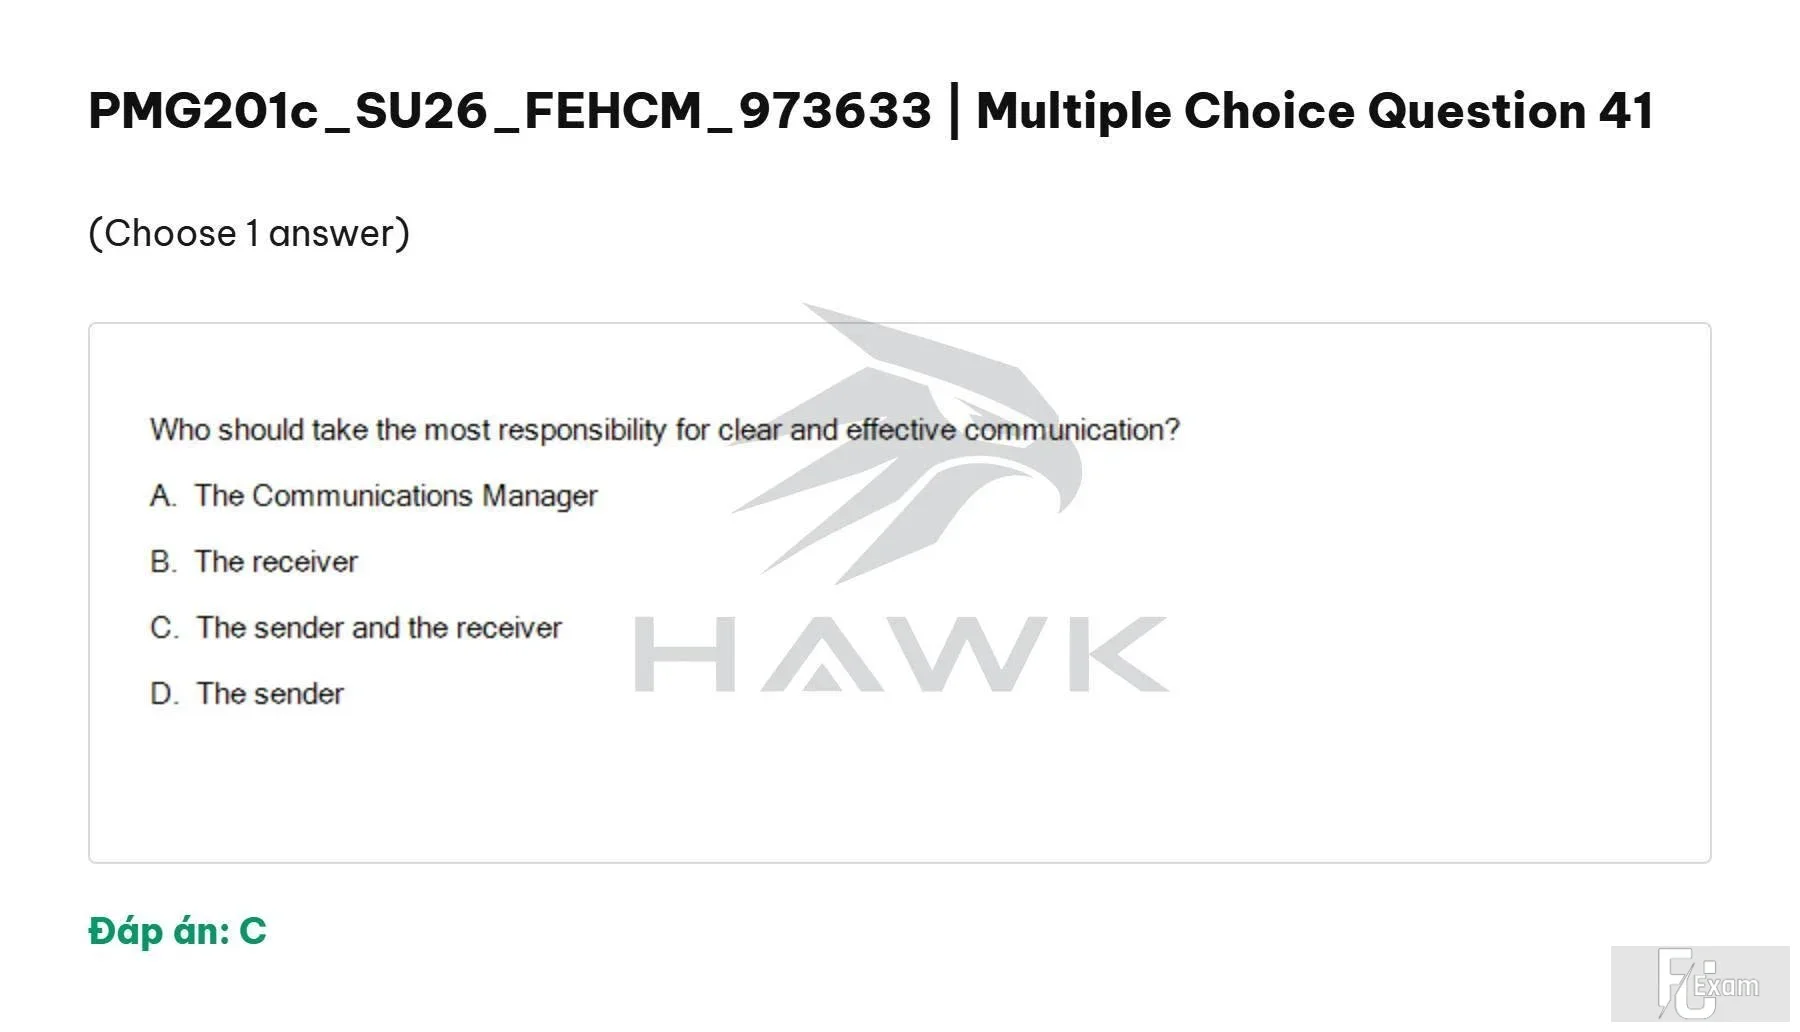 PMG201c_SU26_FEHCM_973633 | Multiple Choice Question 41
(Choose 1 answer)
Who should take the most responsibility for clear and effective communication?
A. The Communications Manager
B. The receiver
C. The sender and the receiver
D. The sender
HAWK
Đáp án: C
FU Exam